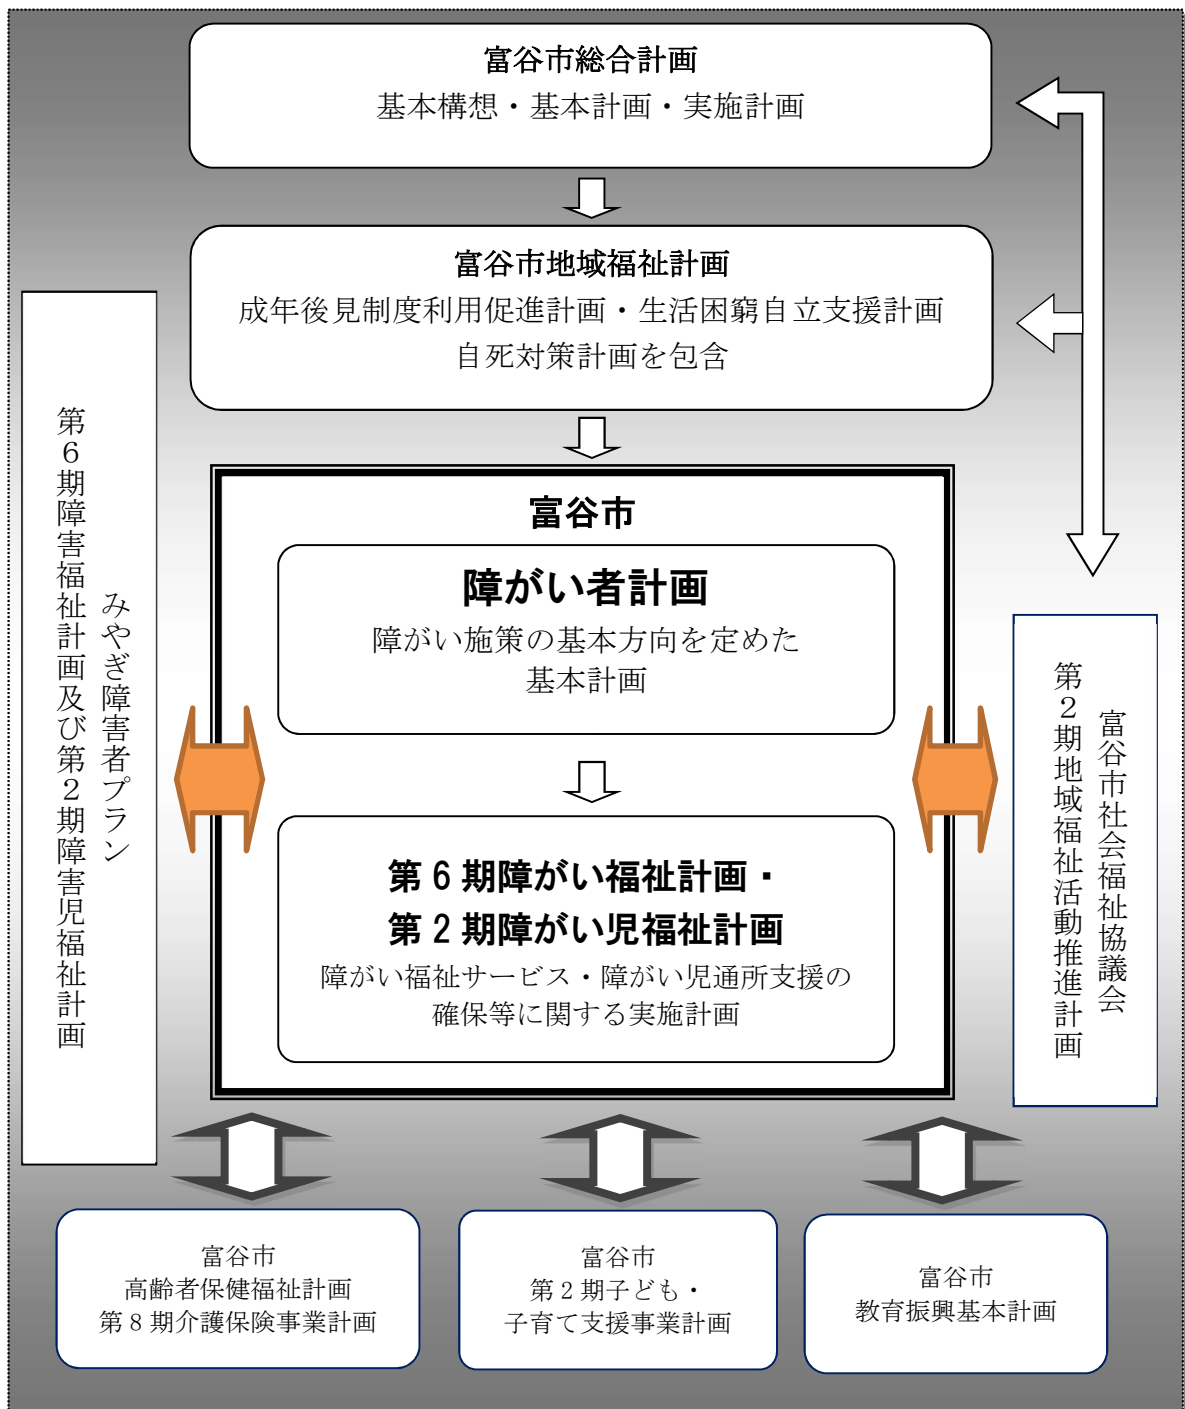 富谷市総合計画
基本構想・基本計画・実施計画
富谷市地域福祉計画
成年後見制度利用促進計画・生活困窮自立支援計画
自死対策計画を包含
みやぎ障害者プラン
第６期障害福祉計画及び第２期障害児福祉計画
富谷市
障がい者計画
障がい施策の基本方向を定めた
基本計画
第６期障がい福祉計画・
第２期障がい児福祉計画
障がい福祉サービス・障がい児通所支援の
確保等に関する実施計画
富谷市社会福祉協議会
第２期地域福祉活動推進計画
富谷市
高齢者保健福祉計画
第８期介護保険事業計画
富谷市
第２期子ども・
子育て支援事業計画
富谷市
教育振興基本計画